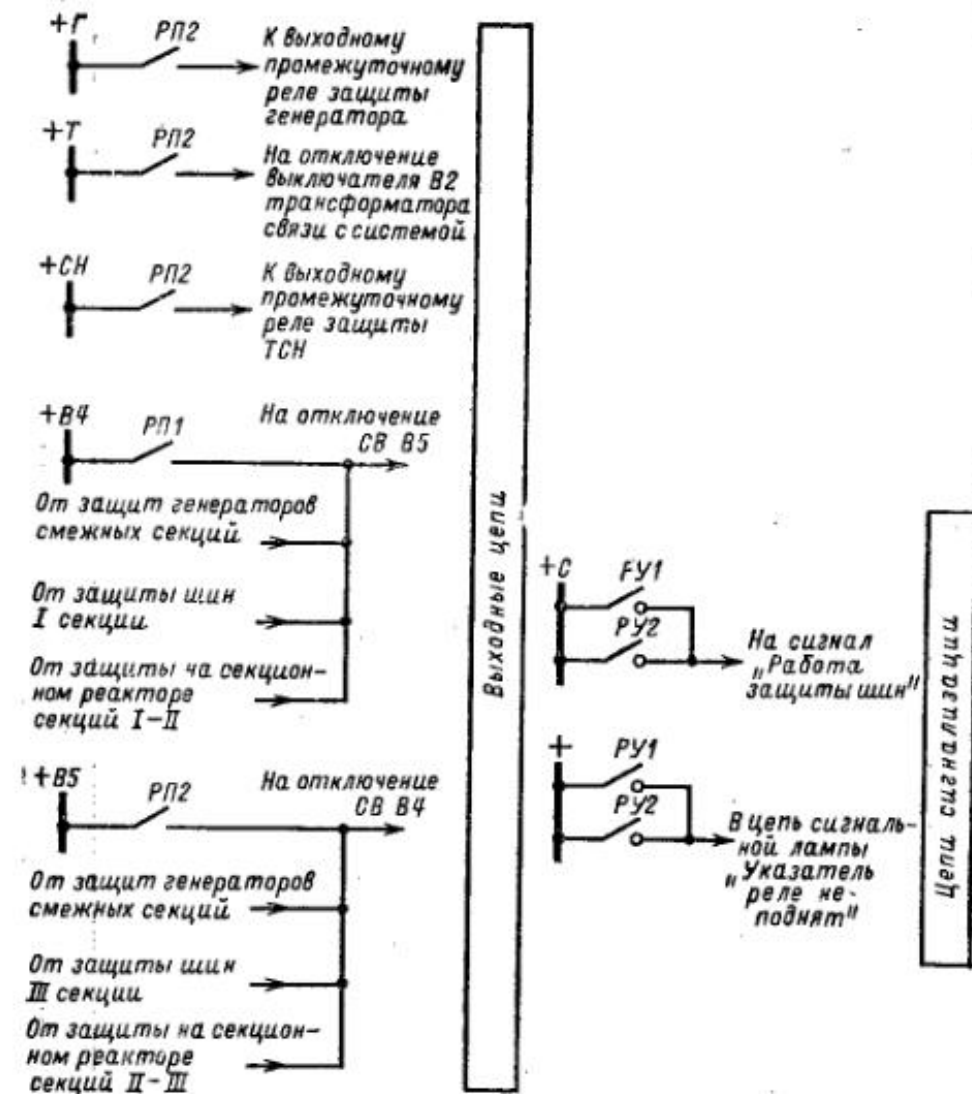 +Г
РП2
К выходному
промежуточному
реле защиты
генератора
+Т
РП2
На отключение
выключателя В2
трансформатора
связи с системой
+СН
РП2
К выходному
промежуточному
реле защиты
ТСН
+В4
РП1
На отключение
СВ В5
От защит генераторов
смежных секций
От защиты шин
I секции
От защиты на секцион-
ном реакторе
секций I-II
+В5
РП2
На отключение
СВ В4
От защит генераторов
смежных секций
От защиты шин
III секции
От защиты на секцион-
ном реакторе
секций II-III
Выходные цепи
+С
РУ1
РУ2
На сигнал
„Работа
защиты шин"
+
РУ1
РУ2
В цепь сигналь-
ной лампы
„Указатель
реле не-
поднят"
Цепи сигнализации